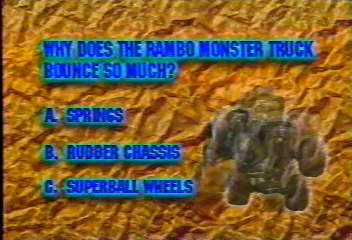 WHY DOES THE RAMBO MONSTER TRUCK
BOUNCE SO MUCH?
A. SPRINGS
B. RUBBER CHASSIS
C. SUPERBALL WHEELS